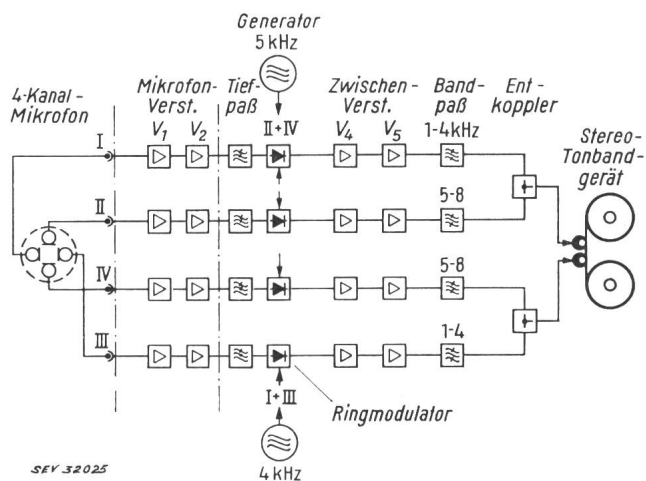 Generator
5 kHz
4-Kanal-
Mikrofon
Mikrofon-
Verst.
V1 V2
Tief-
paß
II+IV
Zwischen-
Verst.
V4 V5
Band-
paß
1-4kHz
Ent-
koppler
Stereo-
Tonband-
gerät
I
II
5-8
IV
5-8
III
1-4
I+III
Ringmodulator
4 kHz
SEV 32025